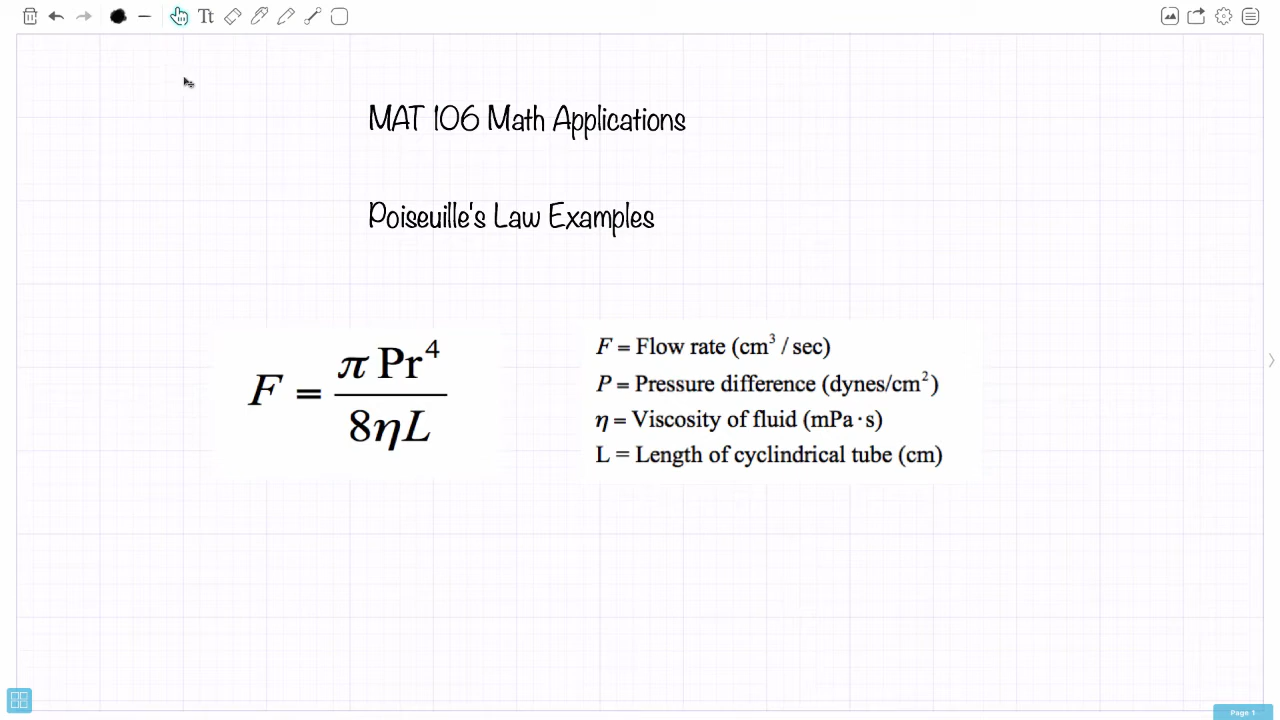 Tt
MAT 106 Math Applications
Poiseuille's Law Examples
F = π Pr⁴ / 8ηL
F = Flow rate (cm³ / sec)
P = Pressure difference (dynes/cm²)
η = Viscosity of fluid (mPa · s)
L = Length of cyclindrical tube (cm)
Page 1